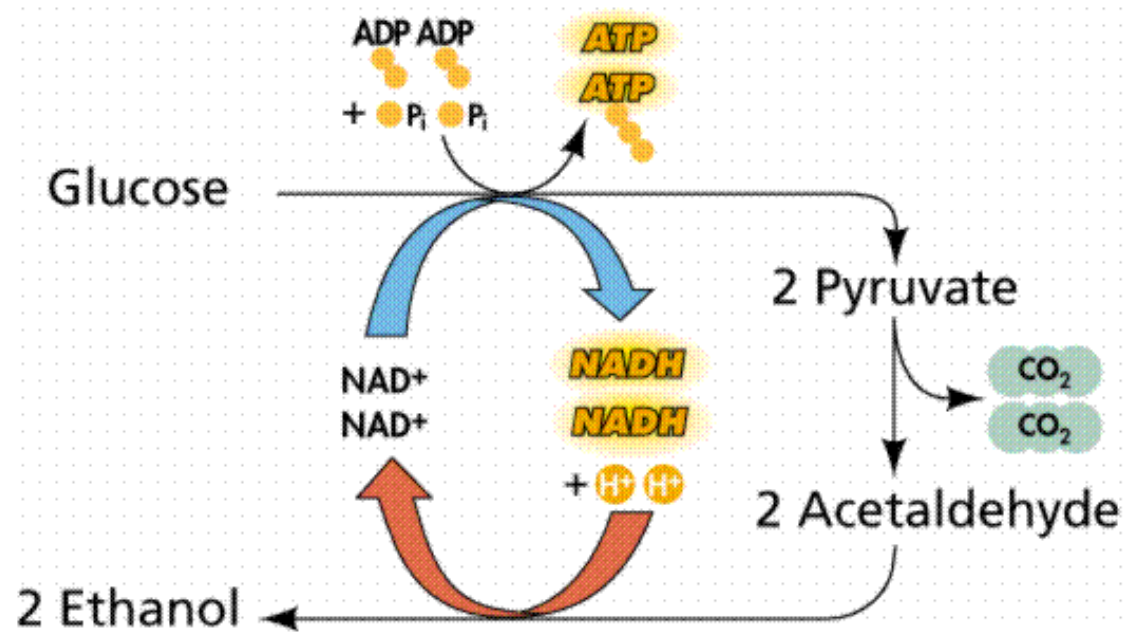 ADP ADP
ATP
ATP
+ Pi Pi
Glucose
2 Pyruvate
NADH
CO2
NAD+
NADH
CO2
NAD+
+ H+ H+
2 Acetaldehyde
2 Ethanol